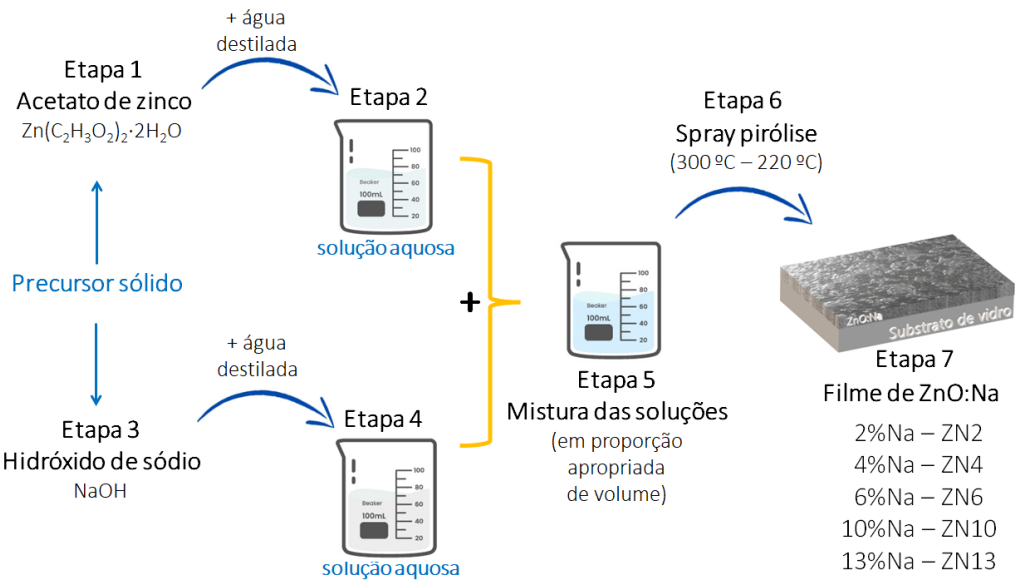 + água
destilada
Etapa 1
Acetato de zinco
Zn(C₂H₃O₂)₂·2H₂O
Etapa 2
100
80
60
40
20
Beaker
100mL
solução aquosa
Precursor sólido
Etapa 3
Hidróxido de sódio
NaOH
+ água
destilada
Etapa 4
100
80
60
40
20
Beaker
100mL
solução aquosa
+
100
80
60
40
20
Beaker
100mL
Etapa 5
Mistura das soluções
(em proporção
apropriada
de volume)
Etapa 6
Spray pirólise
(300 ºC – 220 ºC)
ZnO:Na
Substrato de vidro
Etapa 7
Filme de ZnO:Na
2%Na – ZN2
4%Na – ZN4
6%Na – ZN6
10%Na – ZN10
13%Na – ZN13